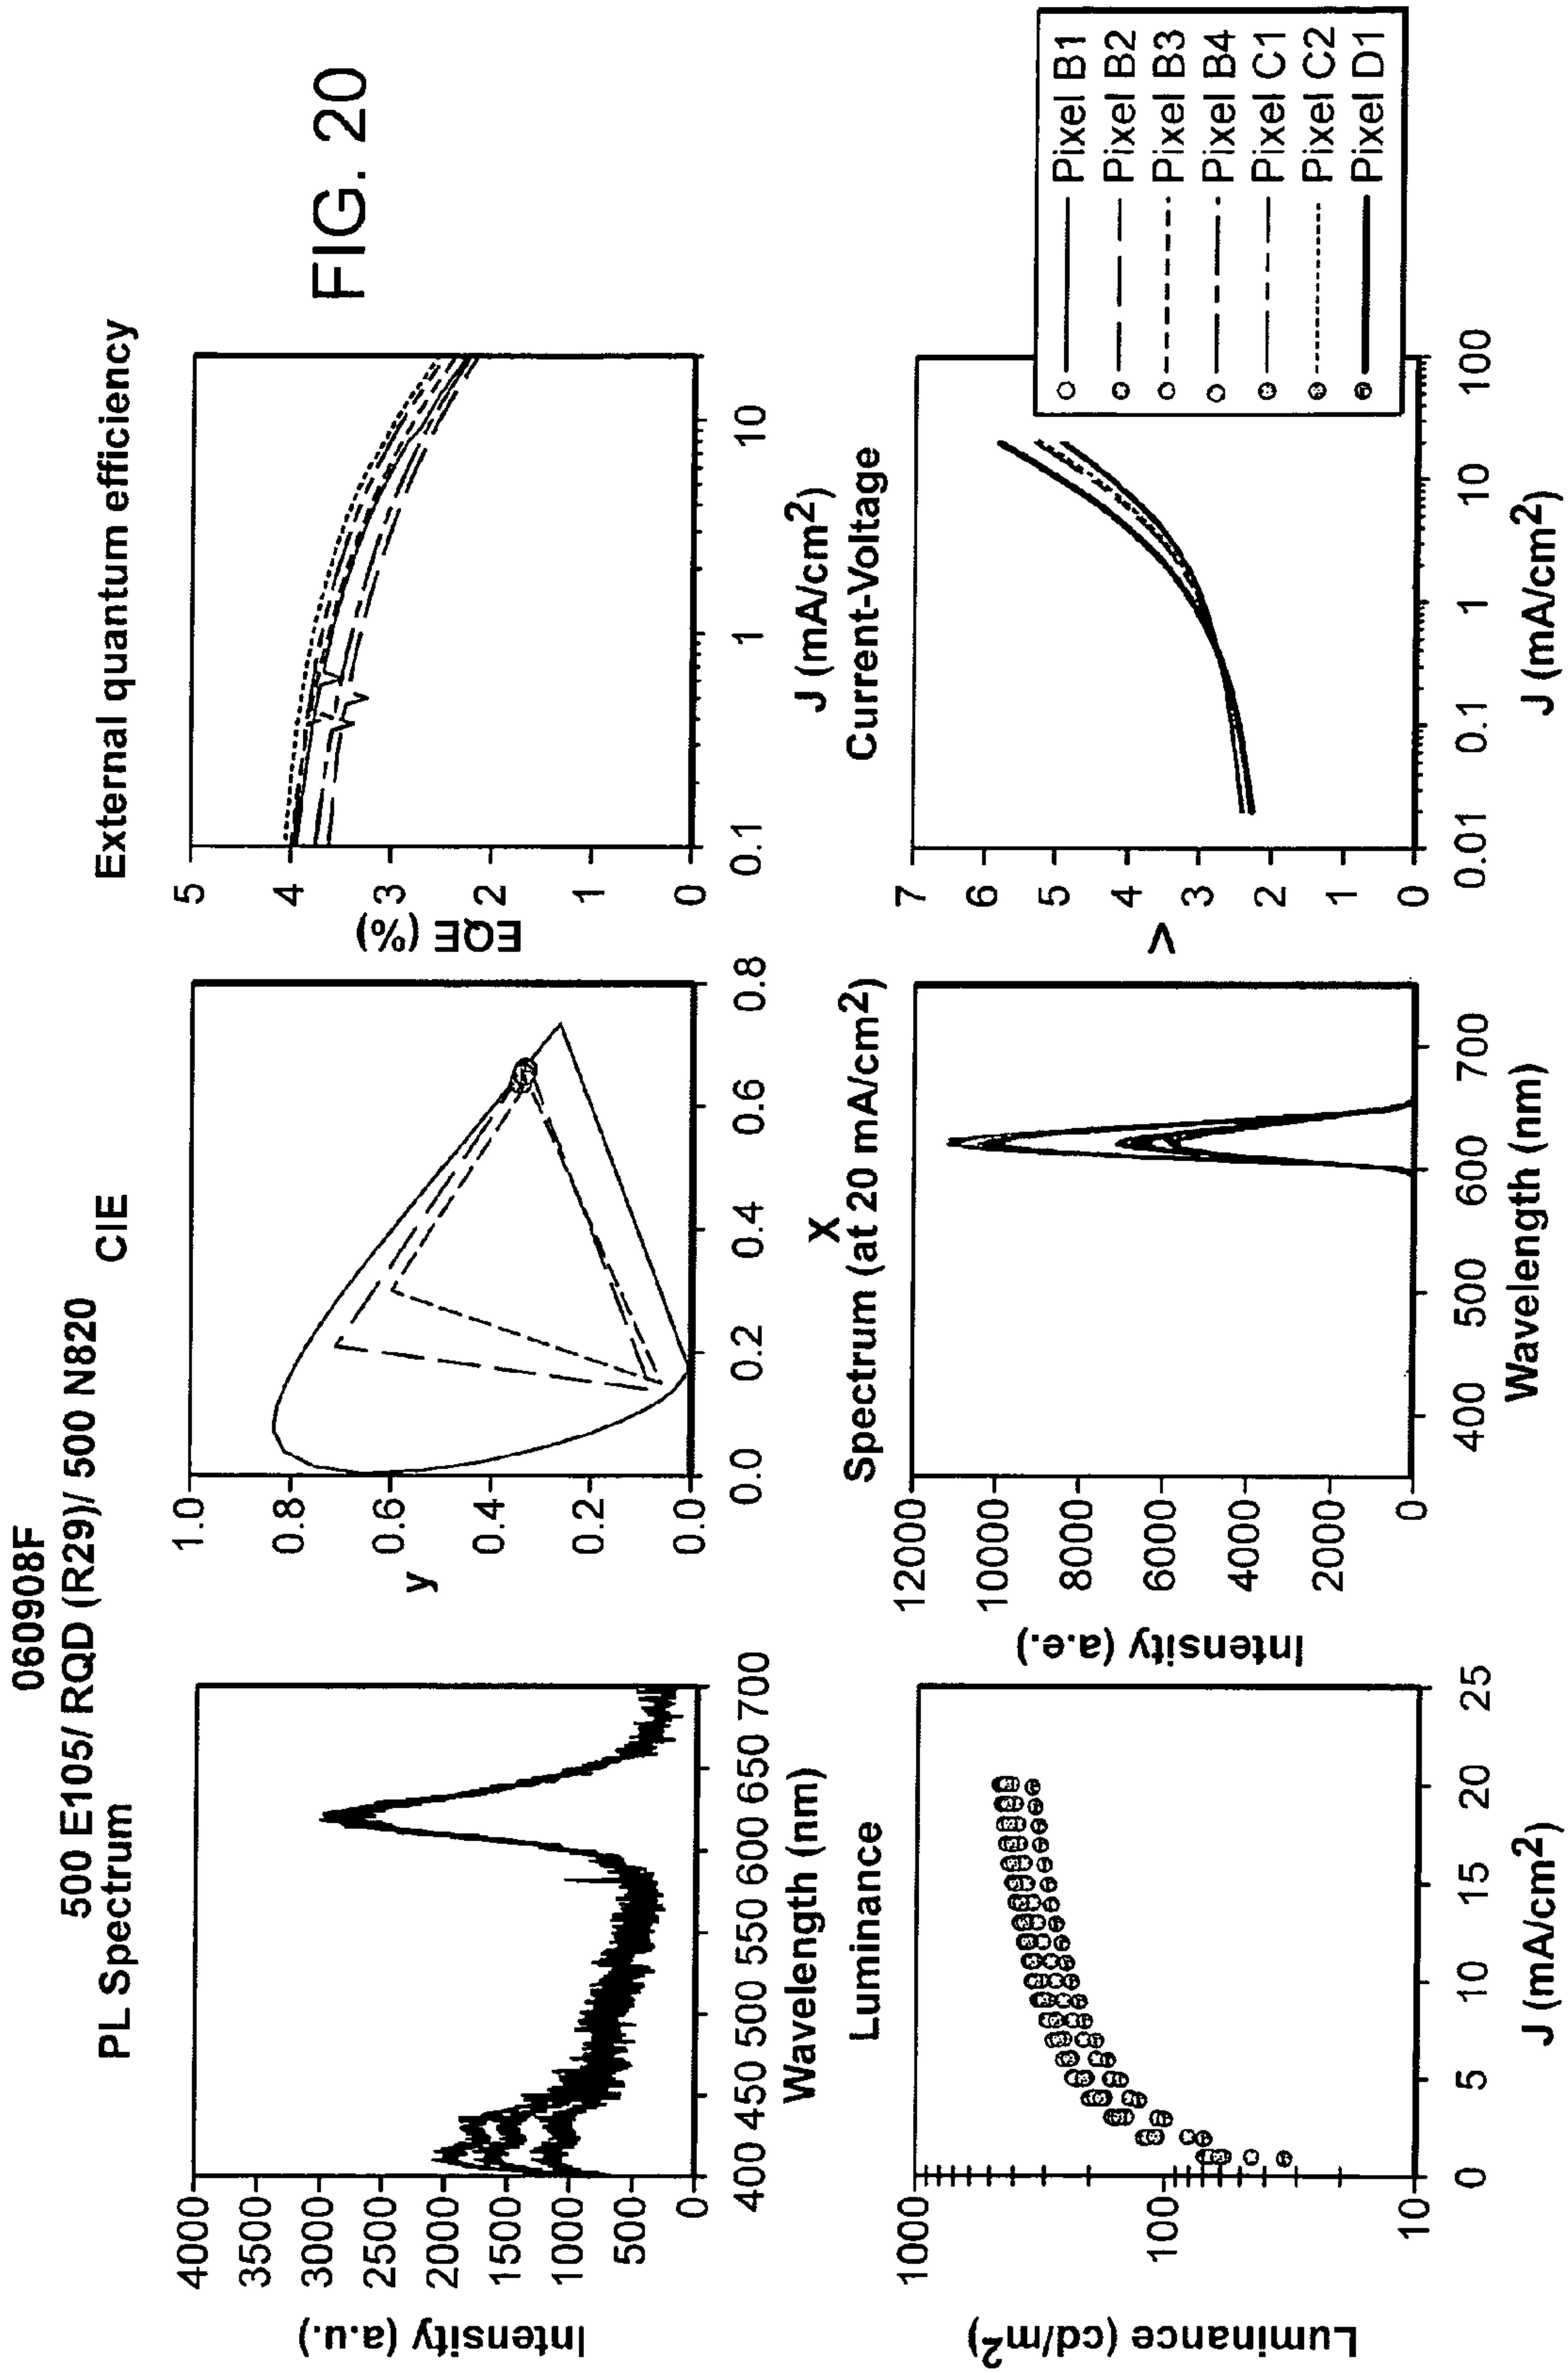 060908F
500 E105/ RQD (R29)/ 500 N820
FIG. 20
PL Spectrum
Intensity (a.u.)
4000
3500
3000
2500
2000
1500
1000
500
0
400 450 500 550 600 650 700
Wavelength (nm)
CIE
y
1.0
0.8
0.6
0.4
0.2
0.0
0.0 0.2 0.4 0.6 0.8
X
External quantum efficiency
EQE (%)
5
4
3
2
1
0
0.1 1 10
J (mA/cm²)
Luminance
Luminance (cd/m²)
1000
100
10
0 5 10 15 20 25
J (mA/cm²)
Spectrum (at 20 mA/cm²)
Intensity (a.e.)
12000
10000
8000
6000
4000
2000
0
400 500 600 700
Wavelength (nm)
Current-Voltage
V
7
6
5
4
3
2
1
0
0.01 0.1 1 10 100
J (mA/cm²)
Pixel B1
Pixel B2
Pixel B3
Pixel B4
Pixel C1
Pixel C2
Pixel D1